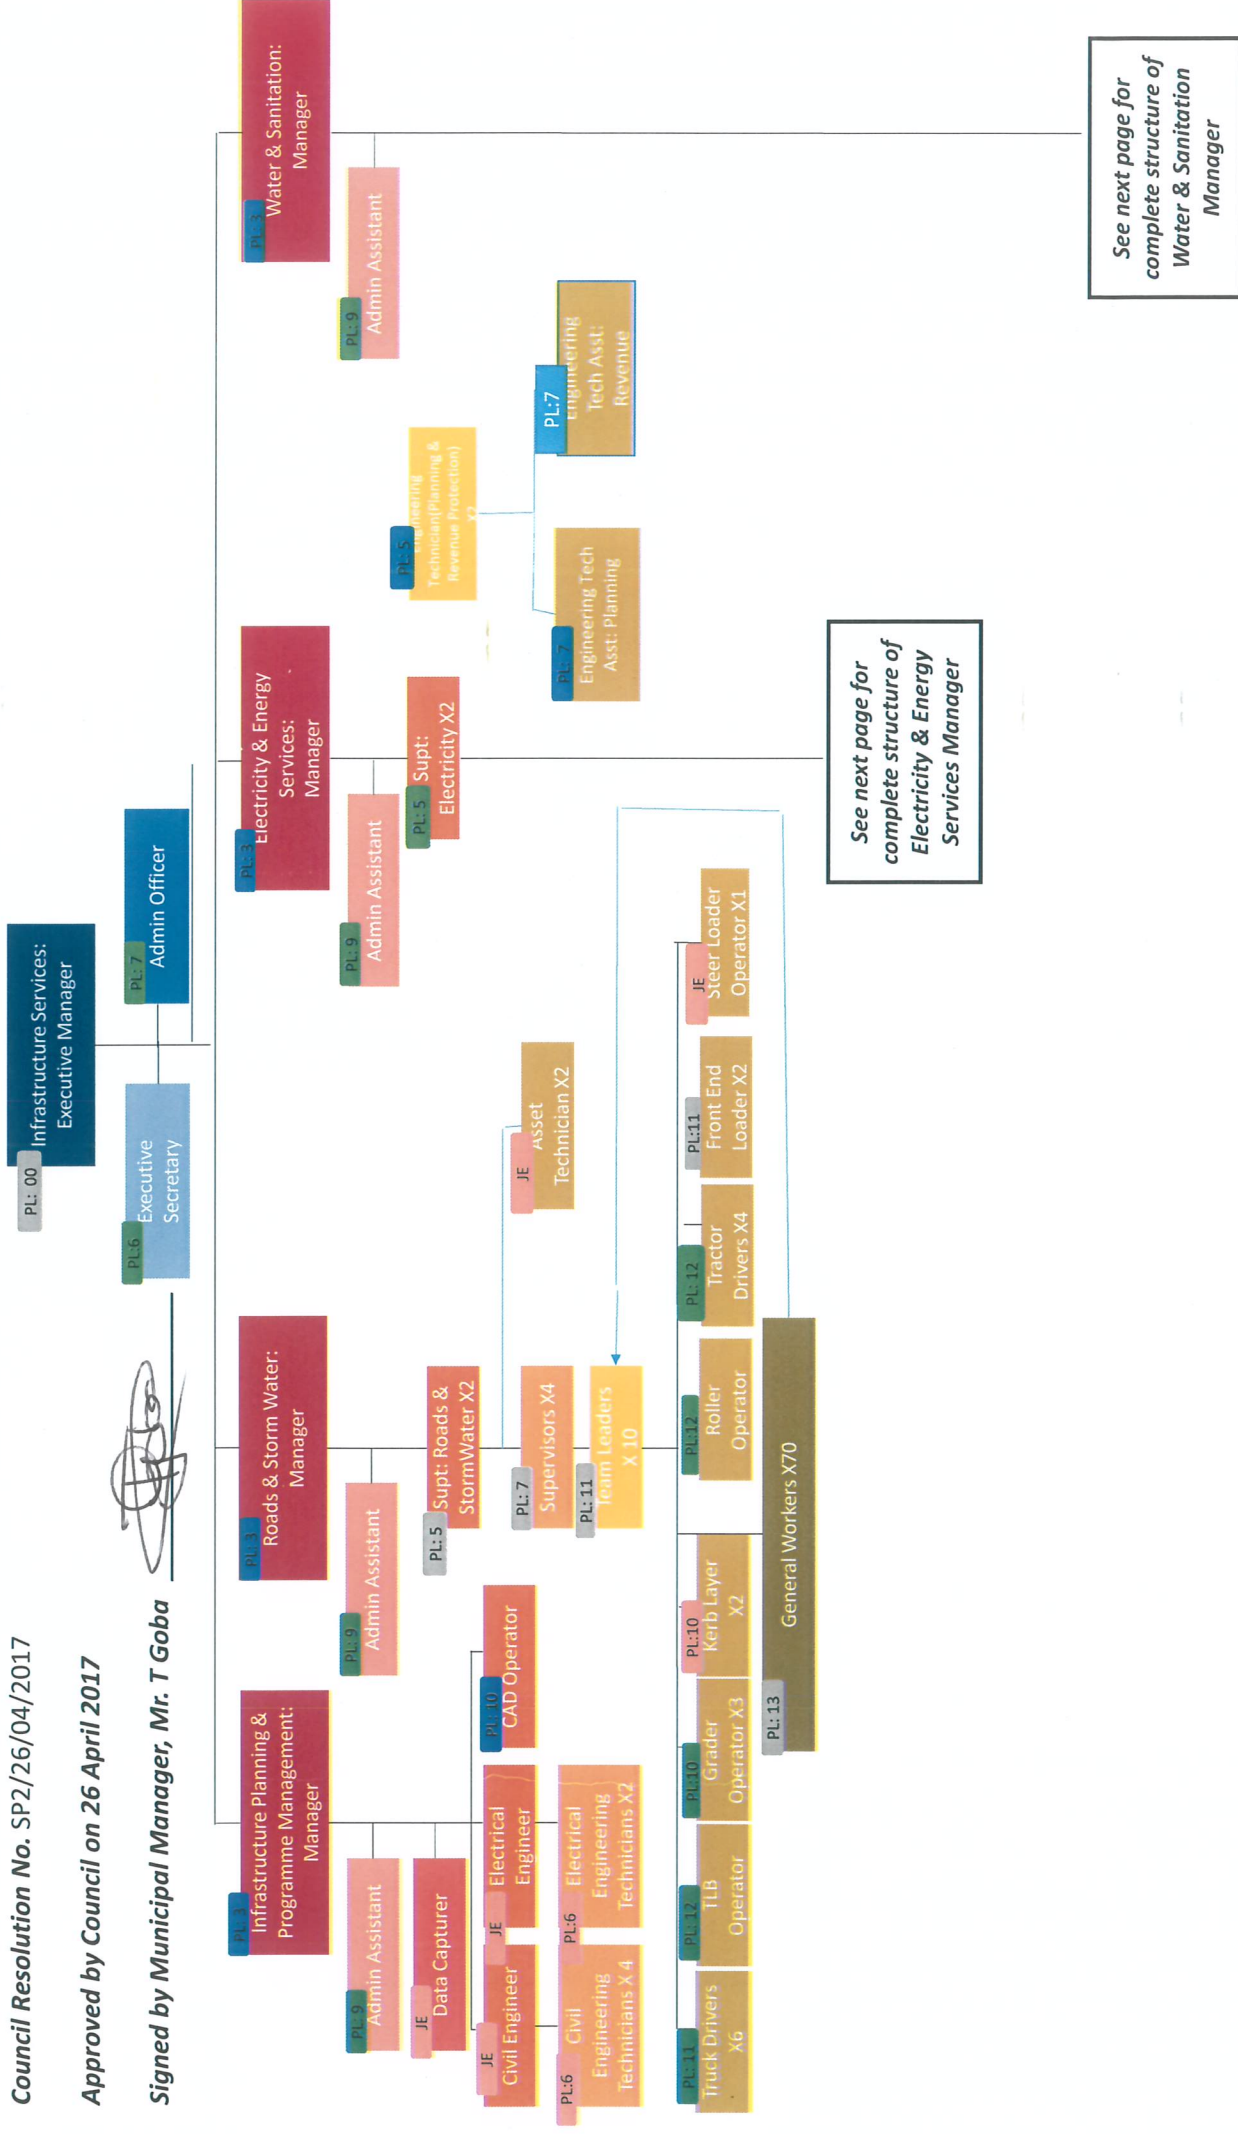 Council Resolution No. SP2/26/04/2017
Approved by Council on 26 April 2017
Signed by Municipal Manager, Mr. T Goba
PL: 00
Infrastructure Services:
Executive Manager
PL:6
Executive
Secretary
PL: 7
Admin Officer
PL: 3
Infrastructure Planning &
Programme Management:
Manager
PL: 3
Roads & Storm Water:
Manager
PL: 3
Electricity & Energy
Services:
Manager
PL: 3
Water & Sanitation:
Manager
PL: 9
Admin Assistant
PL: 9
Admin Assistant
PL: 9
Admin Assistant
PL: 9
Admin Assistant
JE
Data Capturer
PL: 5
Supt: Roads &
StormWater X2
PL: 5
Supt:
Electricity X2
PL: 5
Engineering
Technician(Planning &
Revenue Protection)
X2
JE
Civil Engineer
JE
Electrical
Engineer
PL: 10
CAD Operator
PL: 7
Supervisors X4
JE
Asset
Technician X2
PL: 7
Engineering Tech
Asst: Planning
PL:7
Engineering
Tech Asst:
Revenue
PL:6
Civil
Engineering
Technicians X 4
PL:6
Electrical
Engineering
Technicians X2
PL: 11
Team Leaders
X 10
PL: 11
Truck Drivers
X6
PL: 12
TLB
Operator
PL:10
Grader
Operator X3
PL:10
Kerb Layer
X2
PL:12
Roller
Operator
PL: 12
Tractor
Drivers X4
PL:11
Front End
Loader X2
JE
Steer Loader
Operator X1
PL: 13
General Workers X70
See next page for
complete structure of
Electricity & Energy
Services Manager
See next page for
complete structure of
Water & Sanitation
Manager